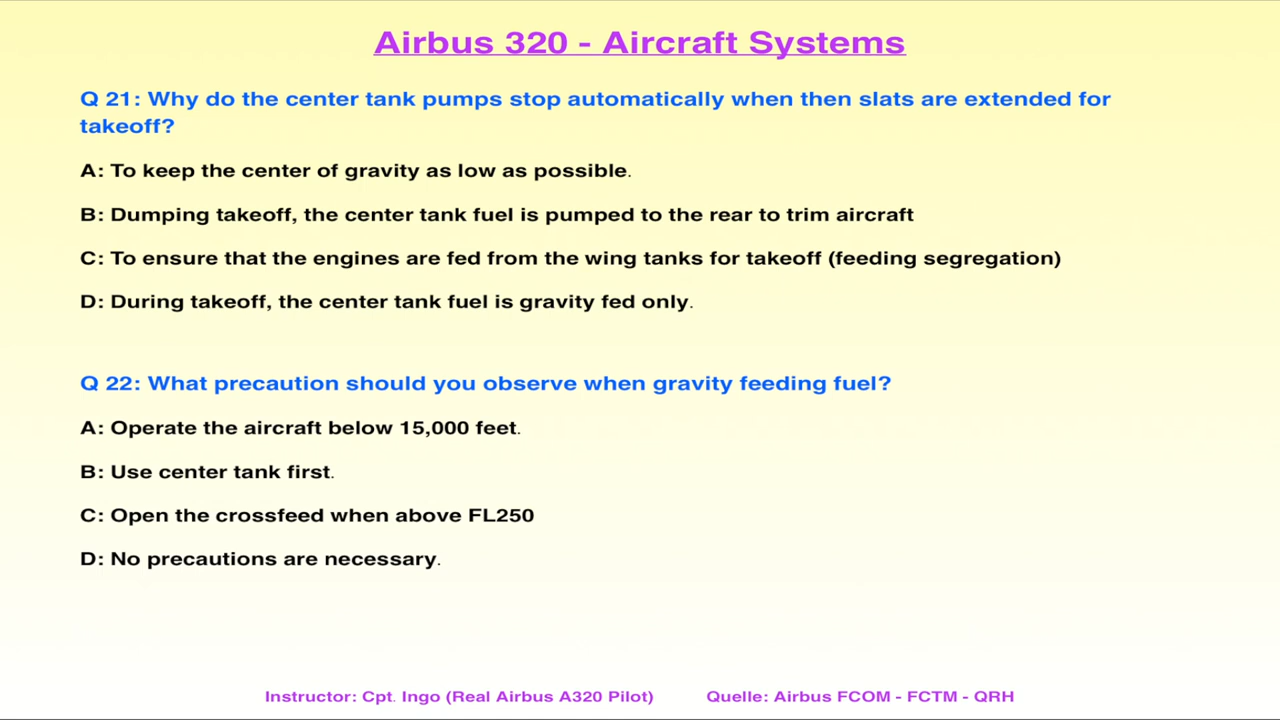 Airbus 320 - Aircraft Systems
Q 21: Why do the center tank pumps stop automatically when then slats are extended for
takeoff?
A: To keep the center of gravity as low as possible.
B: Dumping takeoff, the center tank fuel is pumped to the rear to trim aircraft
C: To ensure that the engines are fed from the wing tanks for takeoff (feeding segregation)
D: During takeoff, the center tank fuel is gravity fed only.
Q 22: What precaution should you observe when gravity feeding fuel?
A: Operate the aircraft below 15,000 feet.
B: Use center tank first.
C: Open the crossfeed when above FL250
D: No precautions are necessary.
Instructor: Cpt. Ingo (Real Airbus A320 Pilot) Quelle: Airbus FCOM - FCTM - QRH